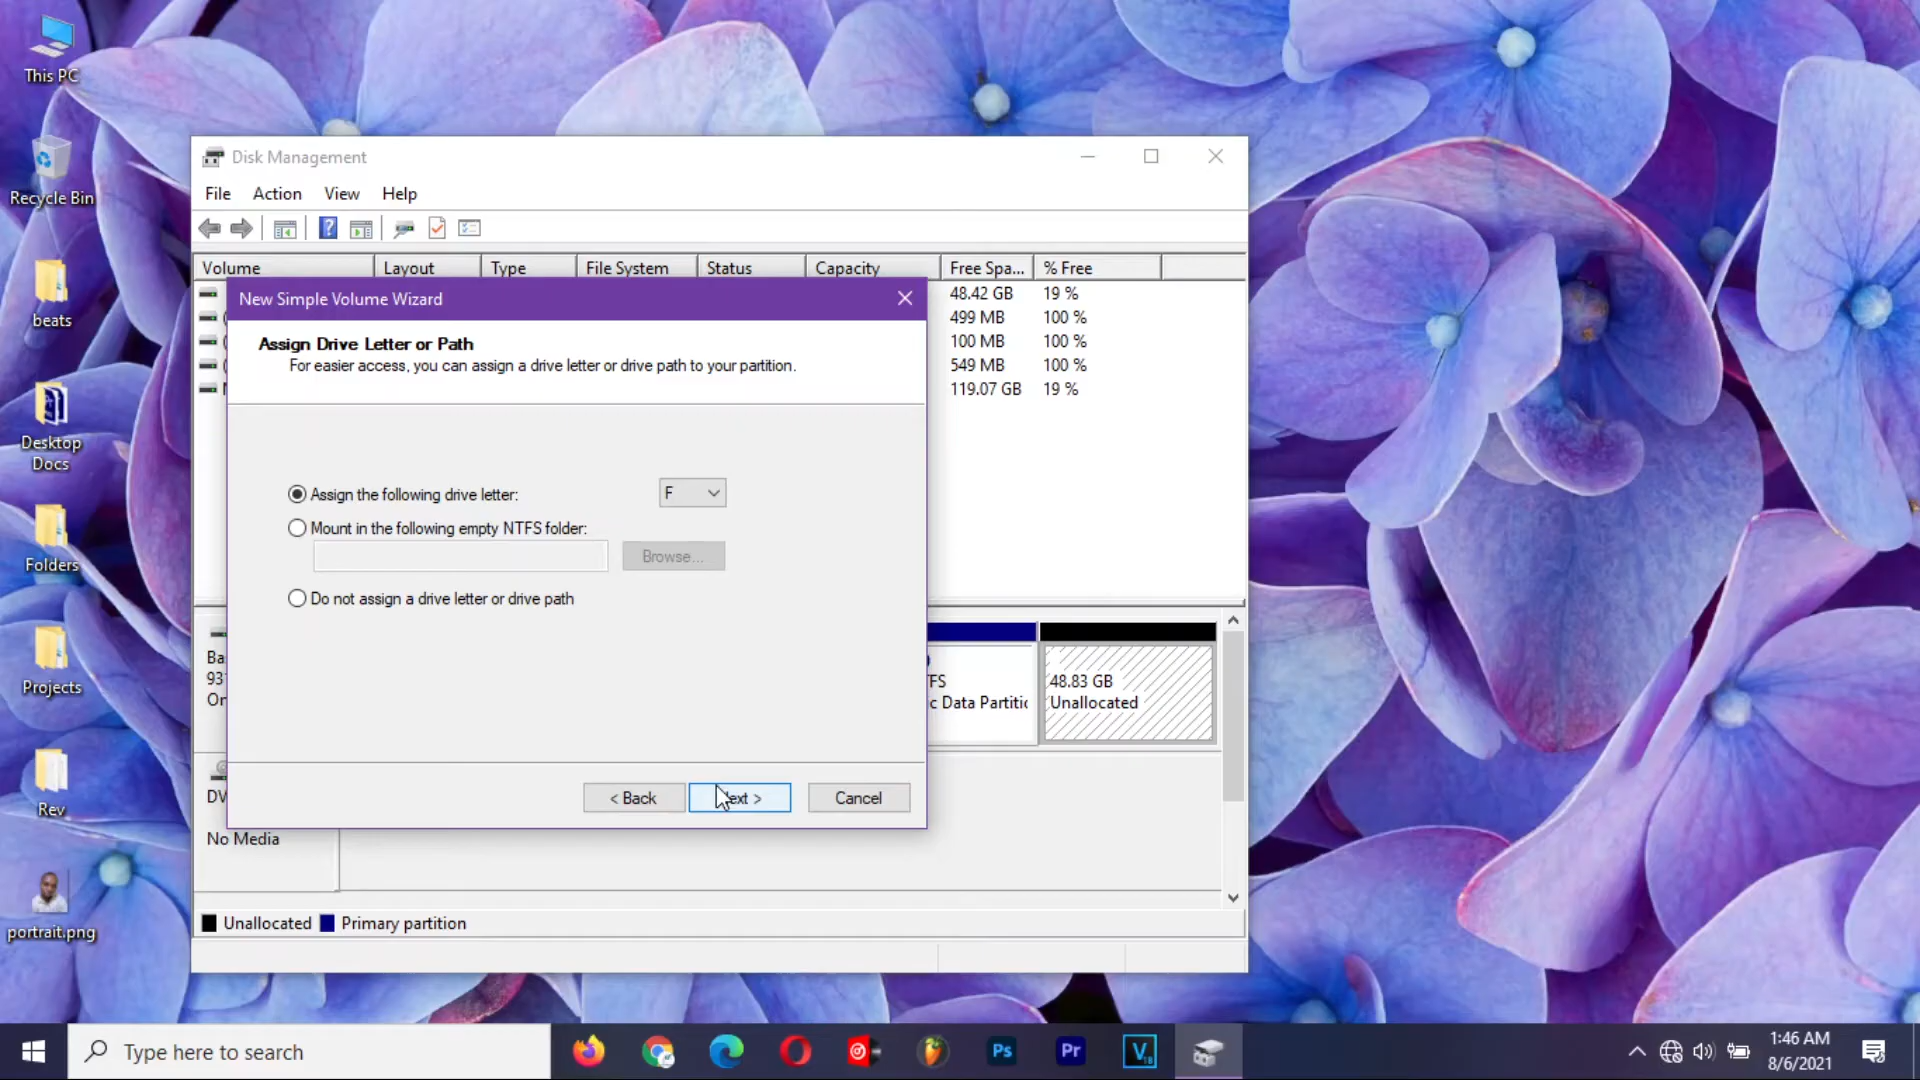 This PC
Recycle Bin
beats
Desktop
Docs
Folders
Projects
Rev
portrait.png
Disk Management
File Action View Help
Volume Layout Type File System Status Capacity Free Spa... % Free
48.42 GB 19 %
499 MB 100 %
100 MB 100 %
549 MB 100 %
119.07 GB 19 %
New Simple Volume Wizard
Assign Drive Letter or Path
For easier access, you can assign a drive letter or drive path to your partition.
Assign the following drive letter: F
Mount in the following empty NTFS folder:
Browse...
Do not assign a drive letter or drive path
< Back >
Cancel
48.83 GB
Unallocated
c Data Partitic
No Media
Unallocated Primary partition
Type here to search
Ps
Pr
V
1:46 AM
8/6/2021